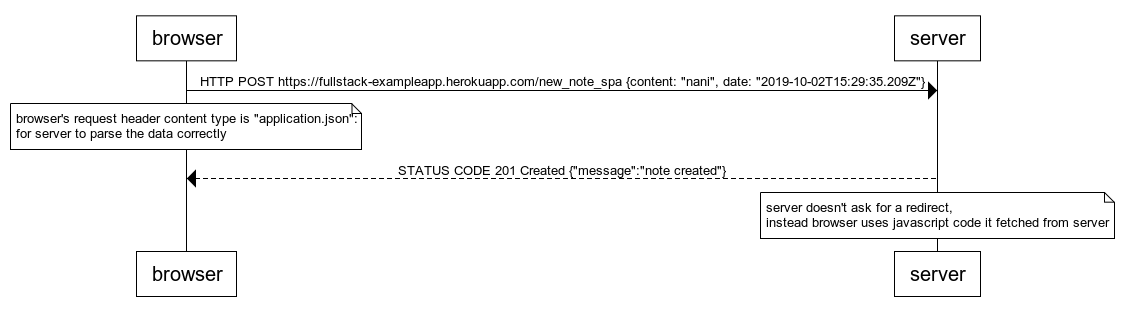 browser
server
HTTP POST https://fullstack-exampleapp.herokuapp.com/new_note_spa {content: "nani", date: "2019-10-02T15:29:35.209Z"}
browser's request header content type is "application.json":
for server to parse the data correctly
STATUS CODE 201 Created {"message":"note created"}
server doesn't ask for a redirect,
instead browser uses javascript code it fetched from server
browser
server